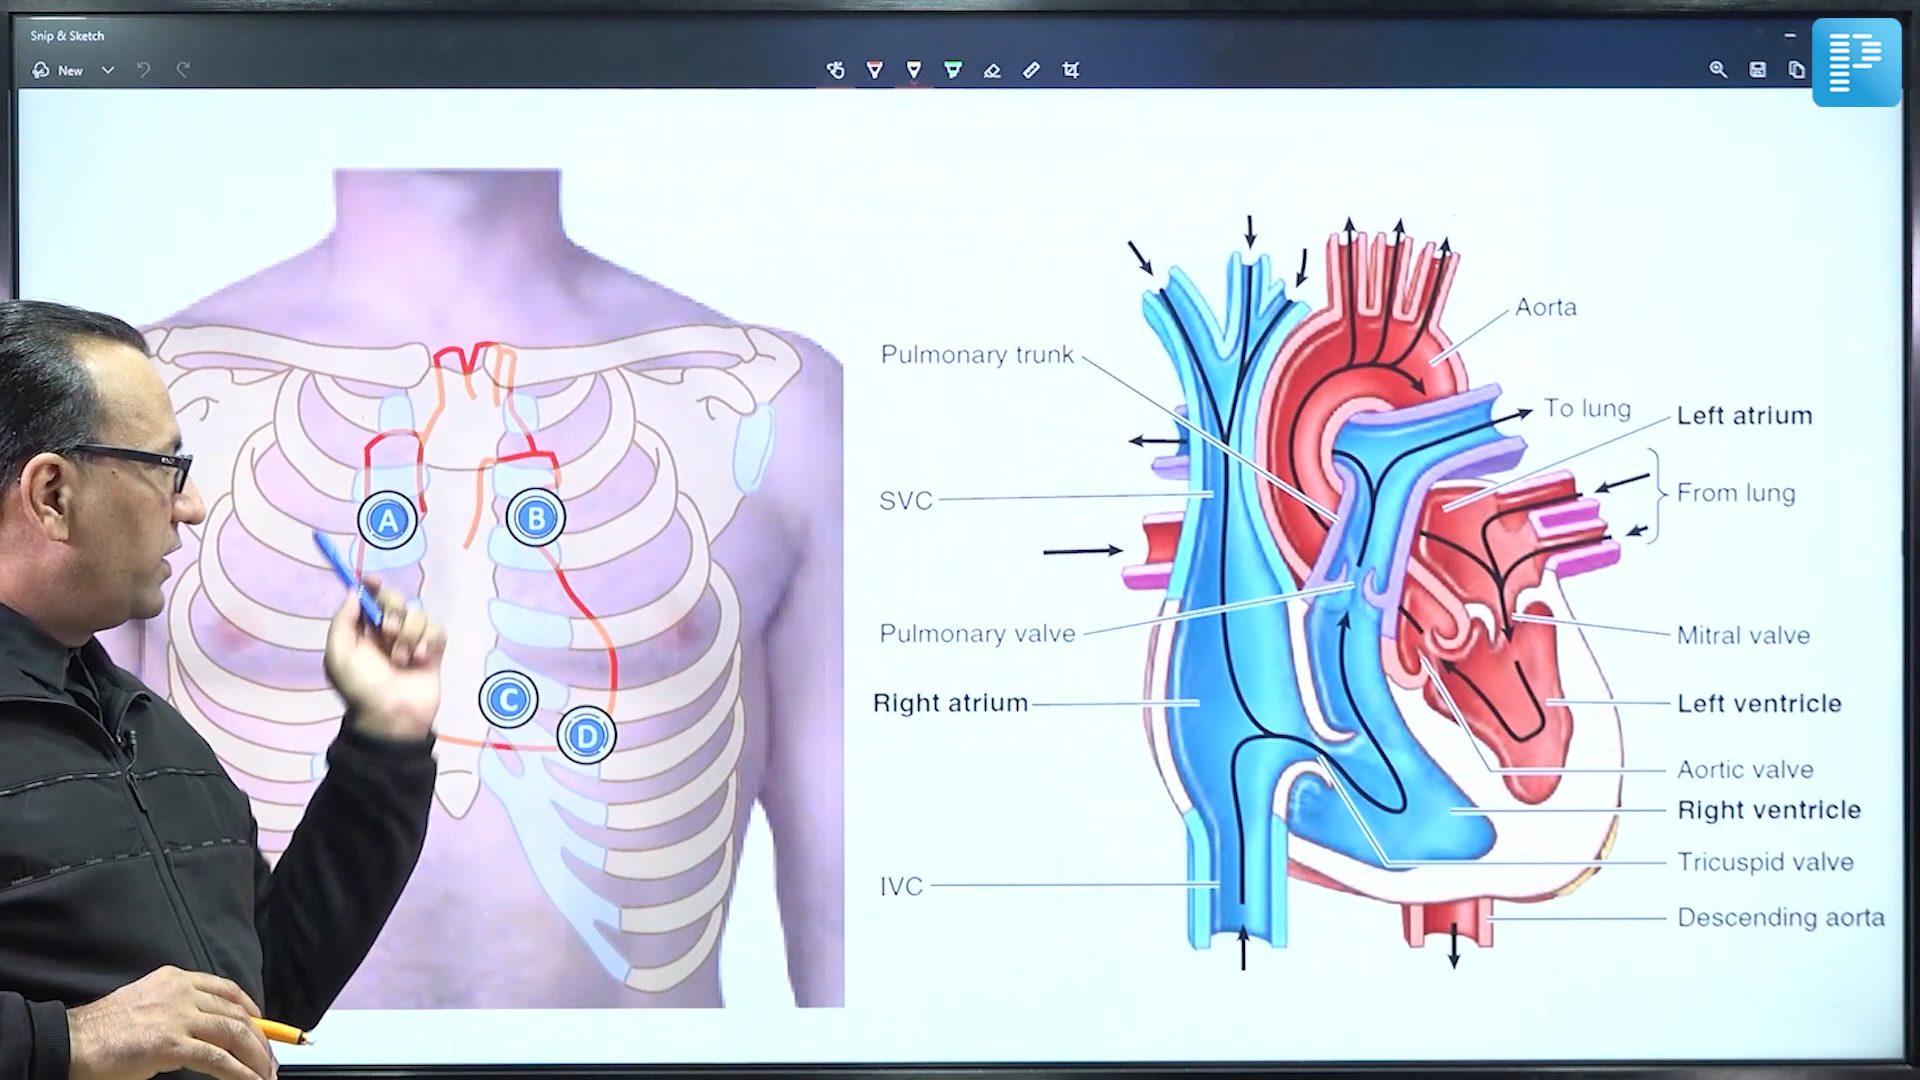 Snip & Sketch
New
A
B
C
D
Aorta
Pulmonary trunk
To lung
Left atrium
SVC
From lung
Pulmonary valve
Mitral valve
Right atrium
Left ventricle
Aortic valve
Right ventricle
Tricuspid valve
IVC
Descending aorta